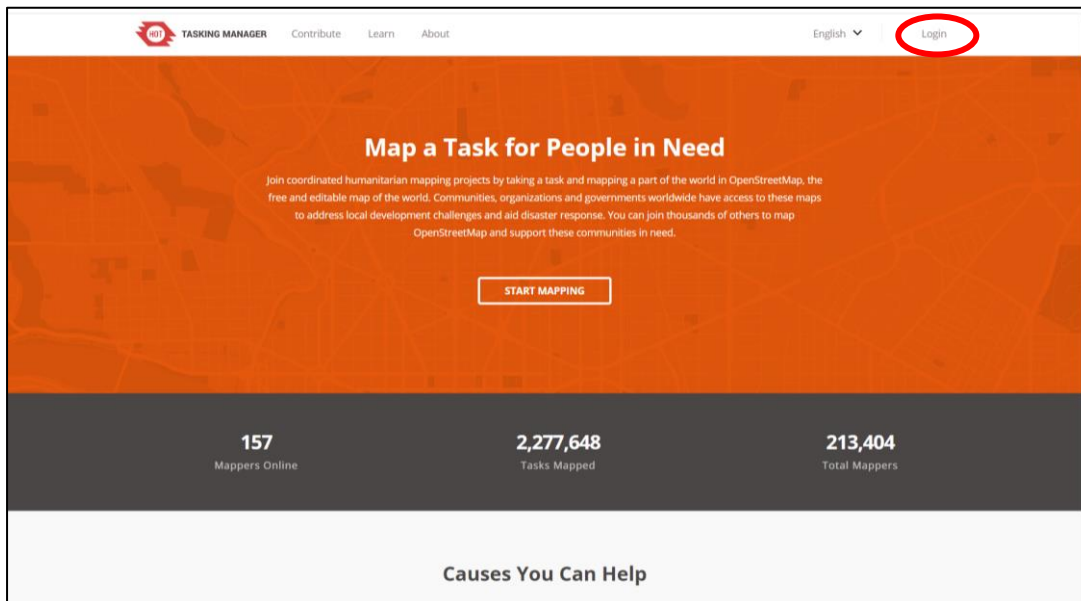 HOT TASKING MANAGER Contribute Learn About English Login
Map a Task for People in Need
Join coordinated humanitarian mapping projects by taking a task and mapping a part of the world in OpenStreetMap, the
free and editable map of the world. Communities, organizations and governments worldwide have access to these maps
to address local development challenges and aid disaster response. You can join thousands of others to map
OpenStreetMap and support these communities in need.
START MAPPING
157 2,277,648 213,404
Mappers Online Tasks Mapped Total Mappers
Causes You Can Help